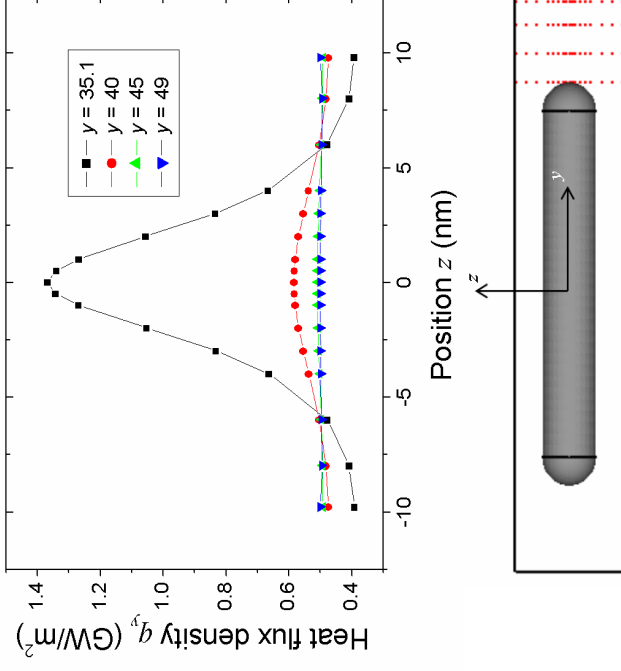 y = 35.1
y = 40
y = 45
y = 49
Heat flux density q_y (GW/m²)
1.4
1.2
1.0
0.8
0.6
0.4
-10
-5
0
5
10
Position z (nm)
z
y